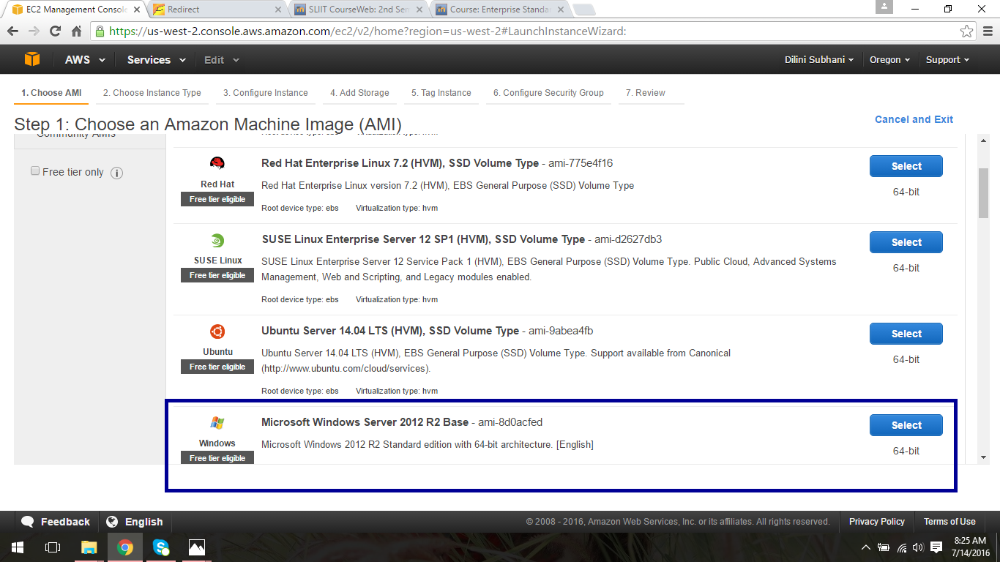 EC2 Management Console
Redirect
SLIIT CourseWeb: 2nd Sem
Course: Enterprise Standa
https://us-west-2.console.aws.amazon.com/ec2/v2/home?region=us-west-2#LaunchInstanceWizard:
AWS Services Edit Dilini Subhani Oregon Support
1. Choose AMI 2. Choose Instance Type 3. Configure Instance 4. Add Storage 5. Tag Instance 6. Configure Security Group 7. Review
Step 1: Choose an Amazon Machine Image (AMI)
Cancel and Exit
Community AMIs
Root device type: ebs Virtualization type: hvm
Free tier only
Red Hat
Free tier eligible
Red Hat Enterprise Linux 7.2 (HVM), SSD Volume Type - ami-775e4f16
Red Hat Enterprise Linux version 7.2 (HVM), EBS General Purpose (SSD) Volume Type
Root device type: ebs Virtualization type: hvm
Select
64-bit
SUSE Linux
Free tier eligible
SUSE Linux Enterprise Server 12 SP1 (HVM), SSD Volume Type - ami-d2627db3
SUSE Linux Enterprise Server 12 Service Pack 1 (HVM), EBS General Purpose (SSD) Volume Type. Public Cloud, Advanced Systems
Management, Web and Scripting, and Legacy modules enabled.
Root device type: ebs Virtualization type: hvm
Select
64-bit
Ubuntu
Free tier eligible
Ubuntu Server 14.04 LTS (HVM), SSD Volume Type - ami-9abea4fb
Ubuntu Server 14.04 LTS (HVM), EBS General Purpose (SSD) Volume Type. Support available from Canonical
(http://www.ubuntu.com/cloud/services).
Root device type: ebs Virtualization type: hvm
Select
64-bit
Windows
Free tier eligible
Microsoft Windows Server 2012 R2 Base - ami-8d0acfed
Microsoft Windows 2012 R2 Standard edition with 64-bit architecture. [English]
Select
64-bit
Feedback English © 2008 - 2016, Amazon Web Services, Inc. or its affiliates. All rights reserved. Privacy Policy Terms of Use
8:25 AM
7/14/2016